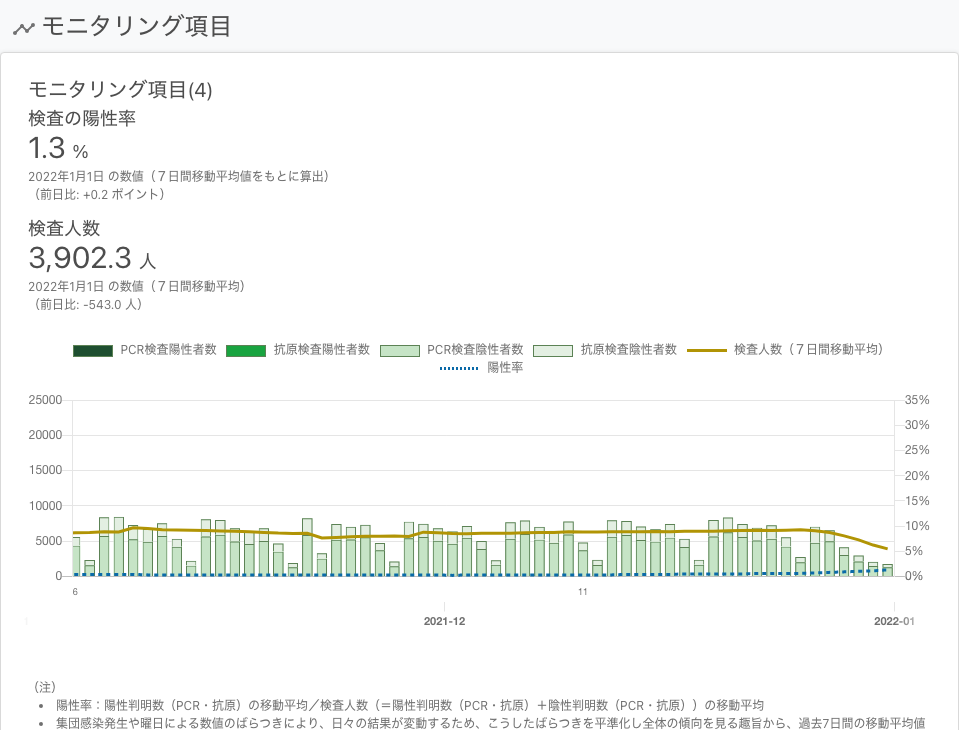 モニタリング項目
モニタリング項目(4)
検査の陽性率
1.3 %
2022年1月1日 の数値（７日間移動平均値をもとに算出）
（前日比: +0.2 ポイント）
検査人数
3,902.3 人
2022年1月1日 の数値（７日間移動平均）
（前日比: -543.0 人）
PCR検査陽性者数 抗原検査陽性者数 PCR検査陰性者数 抗原検査陰性者数 検査人数（７日間移動平均）
陽性率
25000 35%
30%
20000
25%
15000 20%
15%
10000
10%
5000
5%
0 0%
6 11
2021-12 2022-01
（注）
• 陽性率：陽性判明数（PCR・抗原）の移動平均／検査人数（＝陽性判明数（PCR・抗原）＋陰性判明数（PCR・抗原））の移動平均
• 集団感染発生や曜日による数値のばらつきにより、日々の結果が変動するため、こうしたばらつきを平準化し全体の傾向を見る趣旨から、過去7日間の移動平均値